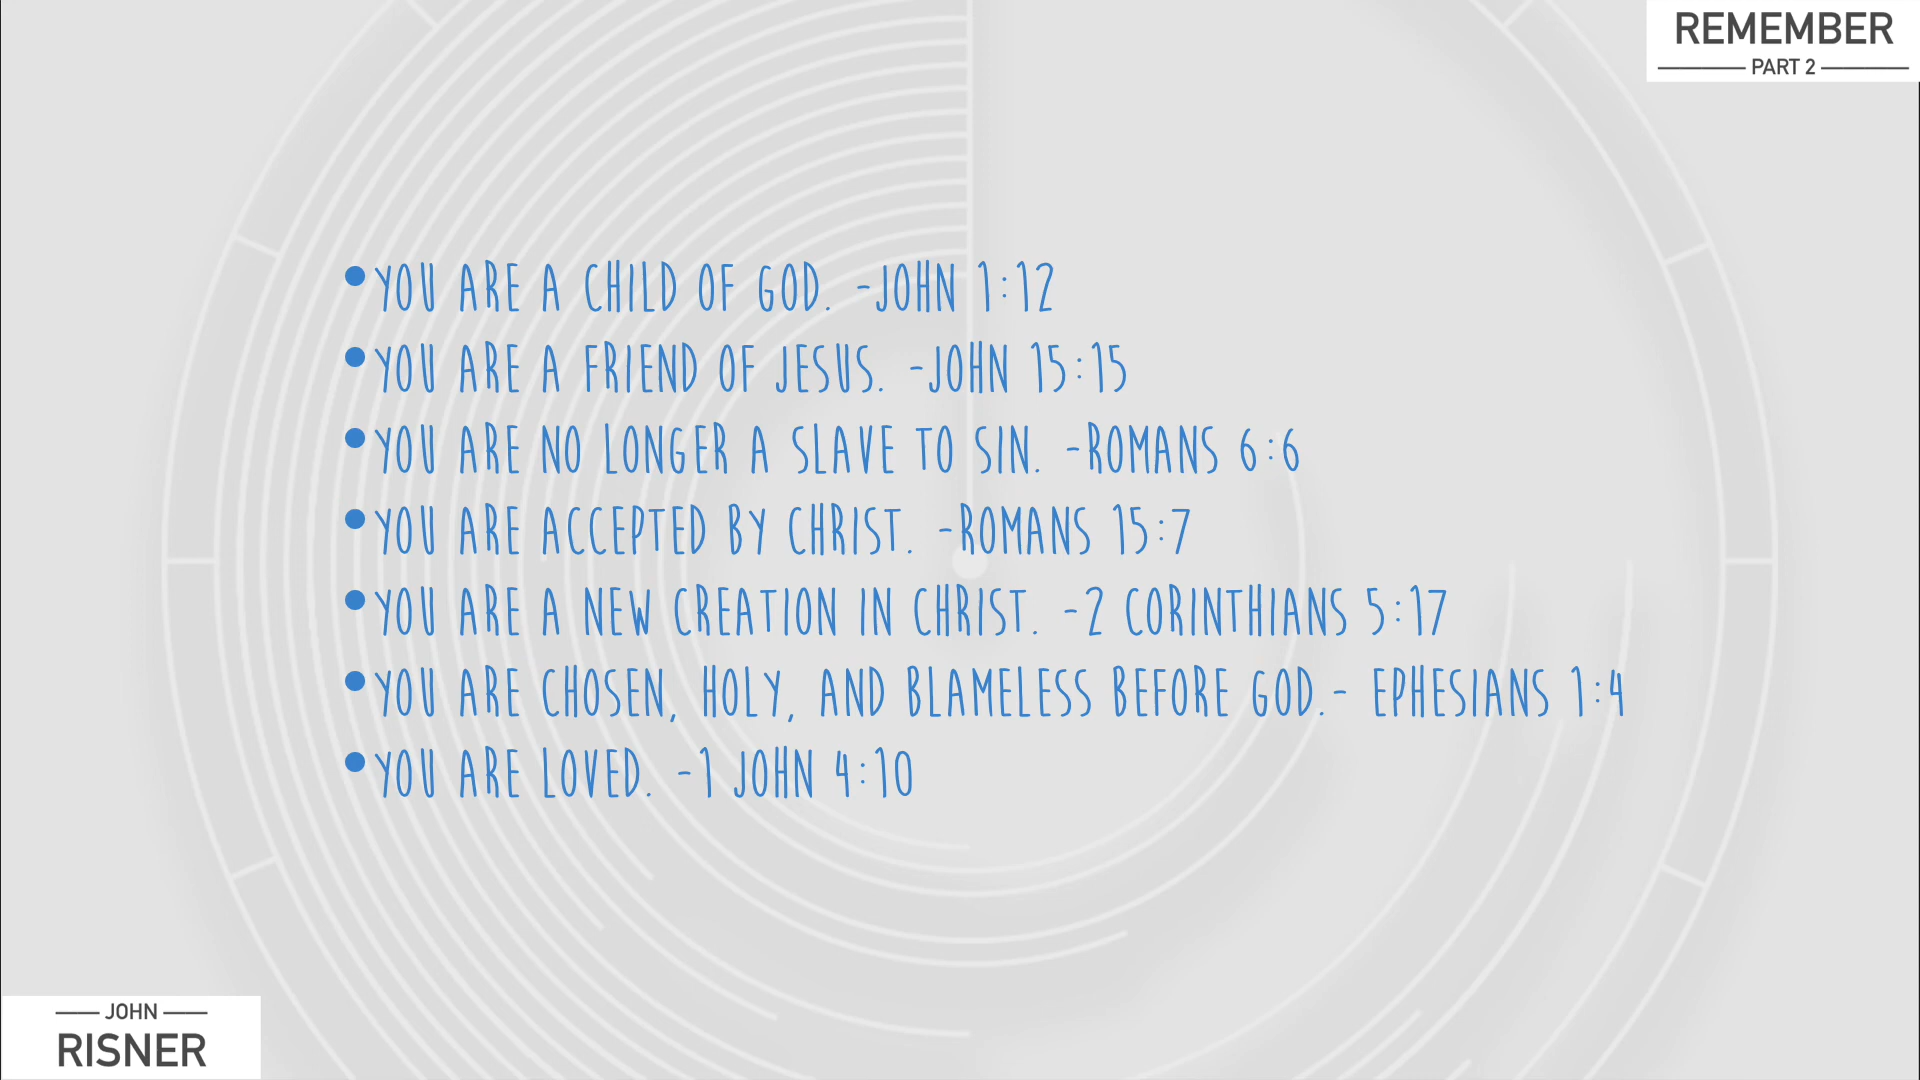 REMEMBER
PART 2
• YOU ARE A CHILD OF GOD. -JOHN 1:12
• YOU ARE A FRIEND OF JESUS. -JOHN 15:15
• YOU ARE NO LONGER A SLAVE TO SIN. -ROMANS 6:6
• YOU ARE ACCEPTED BY CHRIST. -ROMANS 15:7
• YOU ARE A NEW CREATION IN CHRIST. -2 CORINTHIANS 5:17
• YOU ARE CHOSEN, HOLY, AND BLAMELESS BEFORE GOD.- EPHESIANS 1:4
• YOU ARE LOVED. -1 JOHN 4:10
JOHN
RISNER